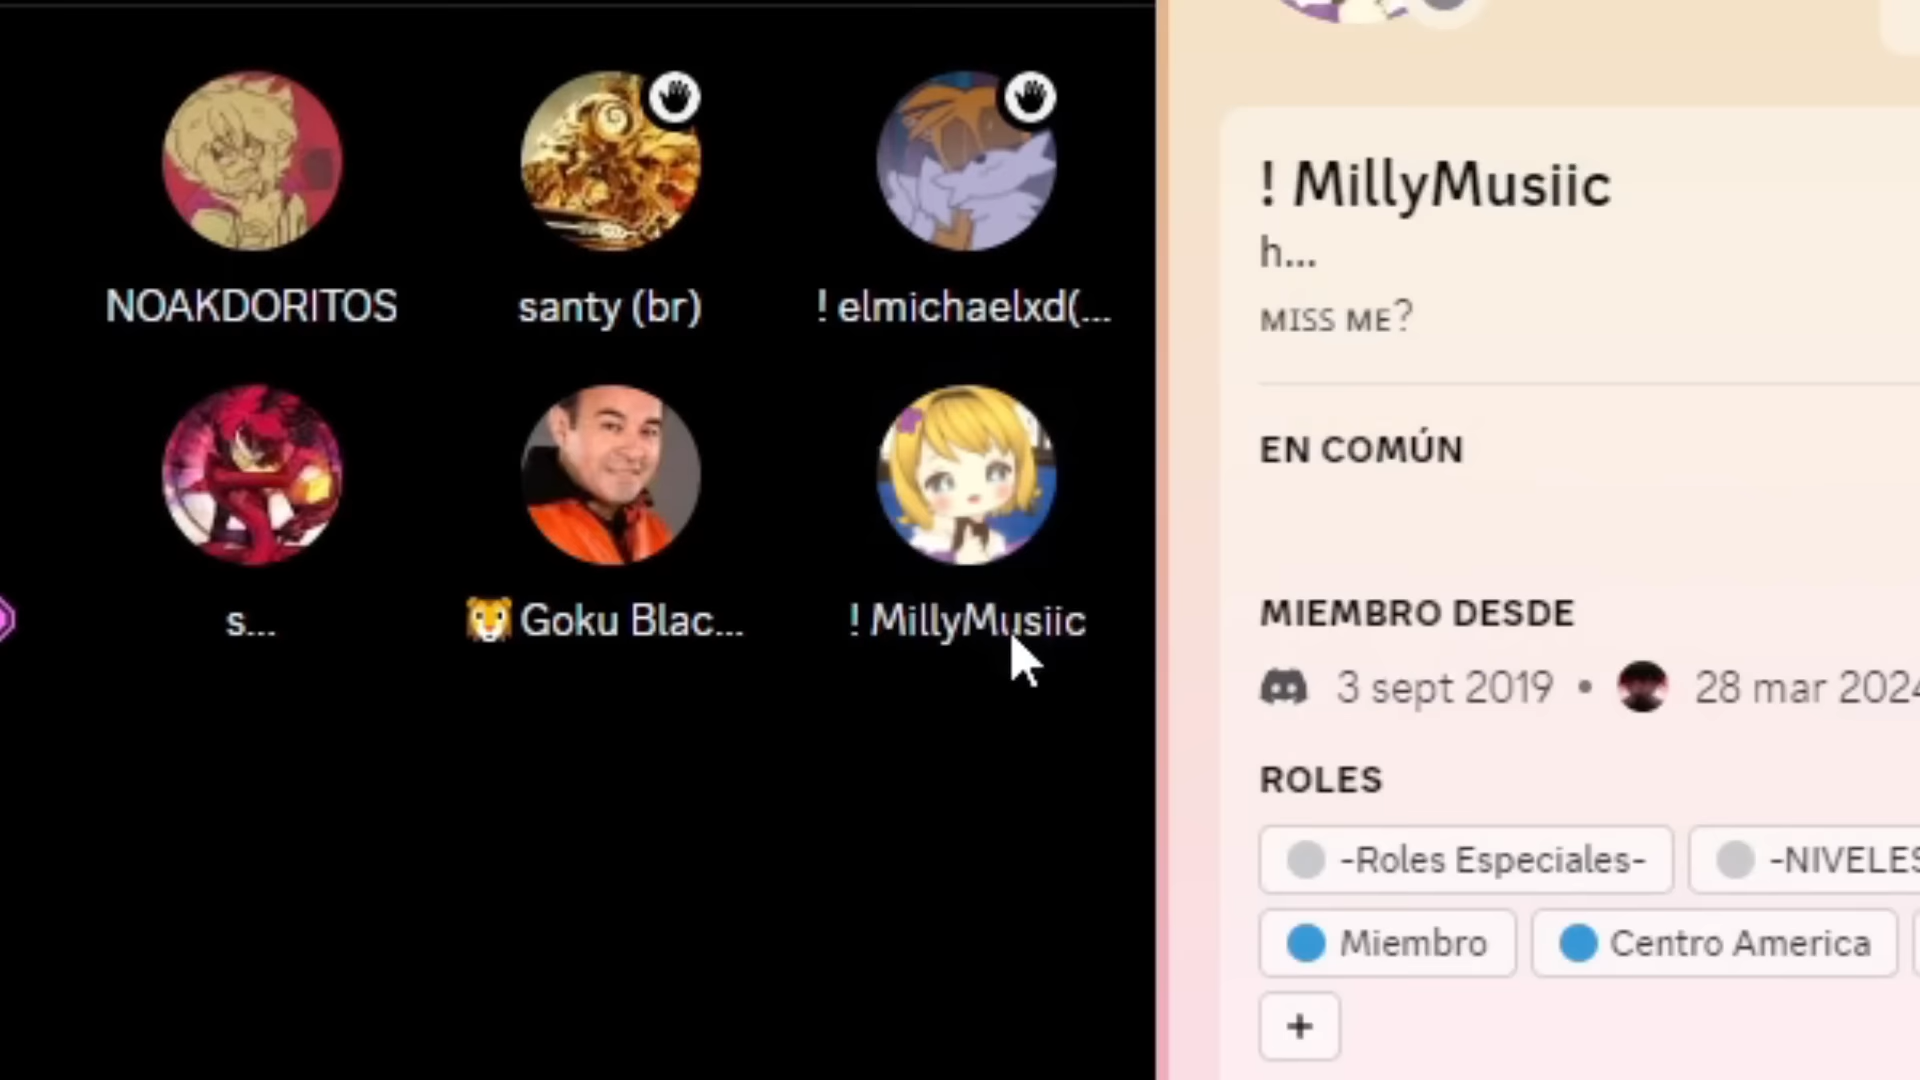 NOAKDORITOS
santy (br)
! elmichaelxd(...
s...
🐯 Goku Blac...
! MillyMusiic
! MillyMusiic
h...
MISS ME?
EN COMÚN
MIEMBRO DESDE
3 sept 2019 • 28 mar 2024
ROLES
-Roles Especiales-
-NIVELES
Miembro
Centro America
+